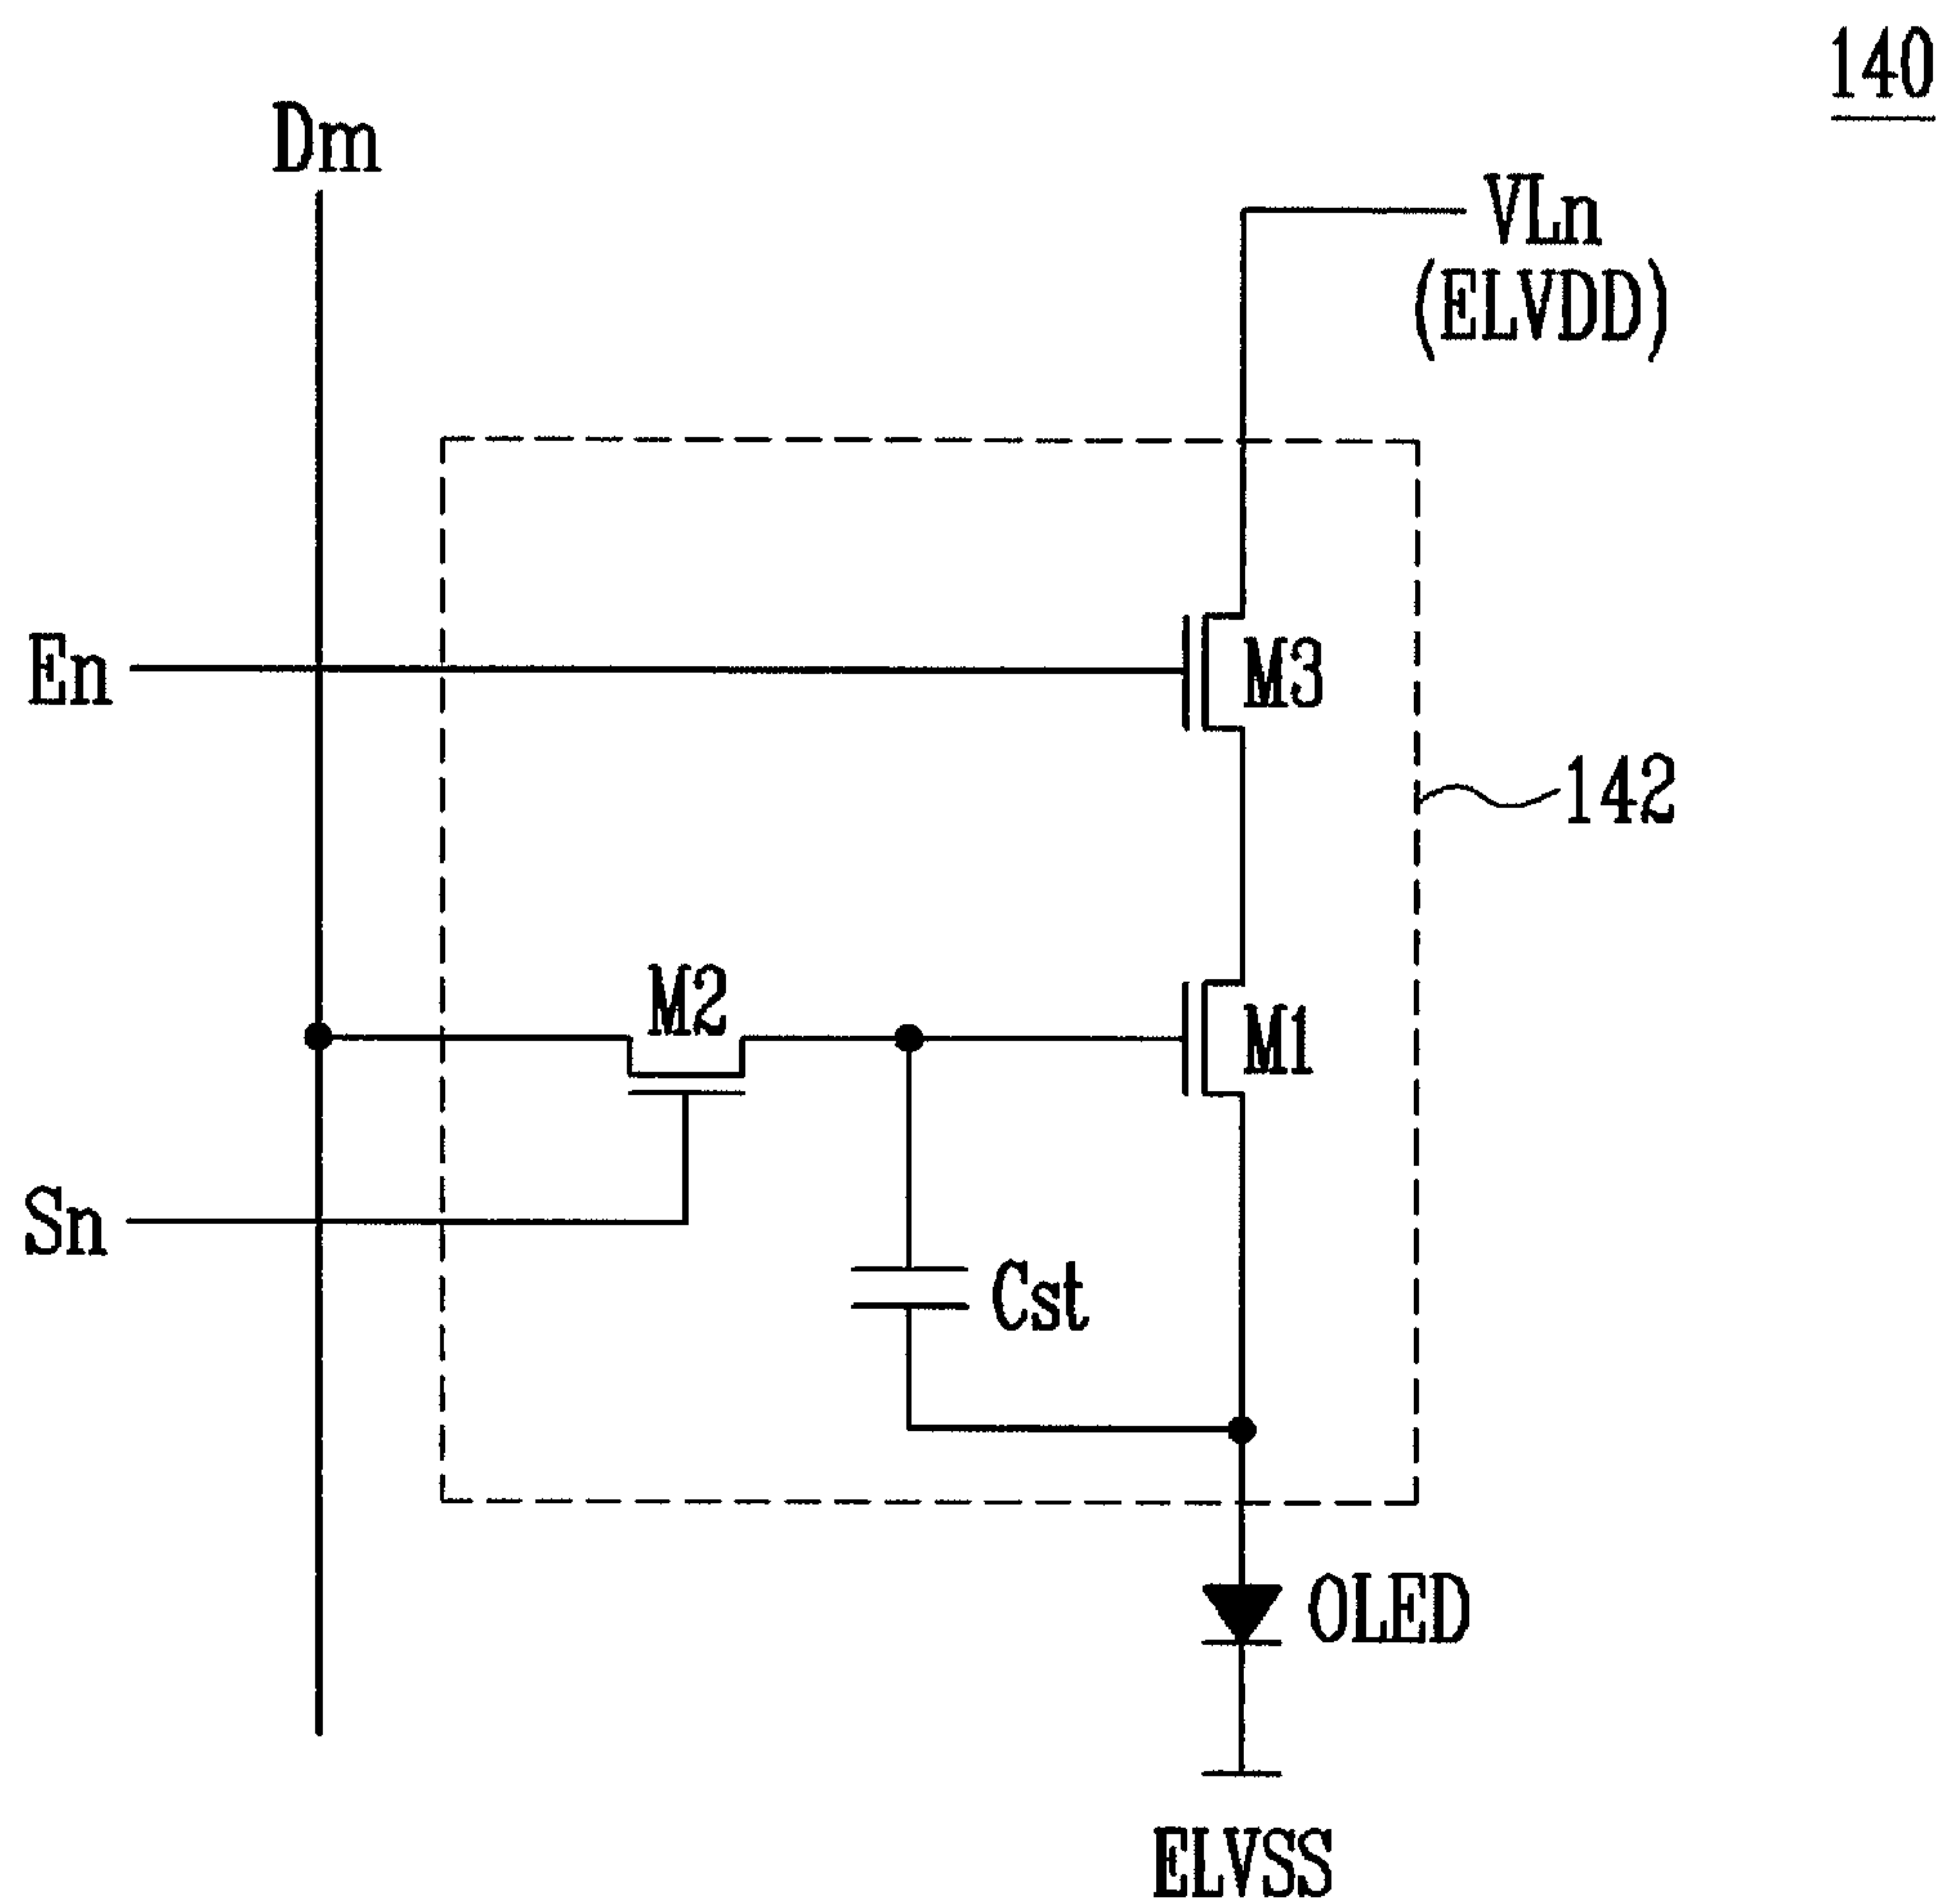 140
Dm
VLn
(ELVDD)
En
M3
142
M2
M1
Sn
Cst
OLED
ELVSS